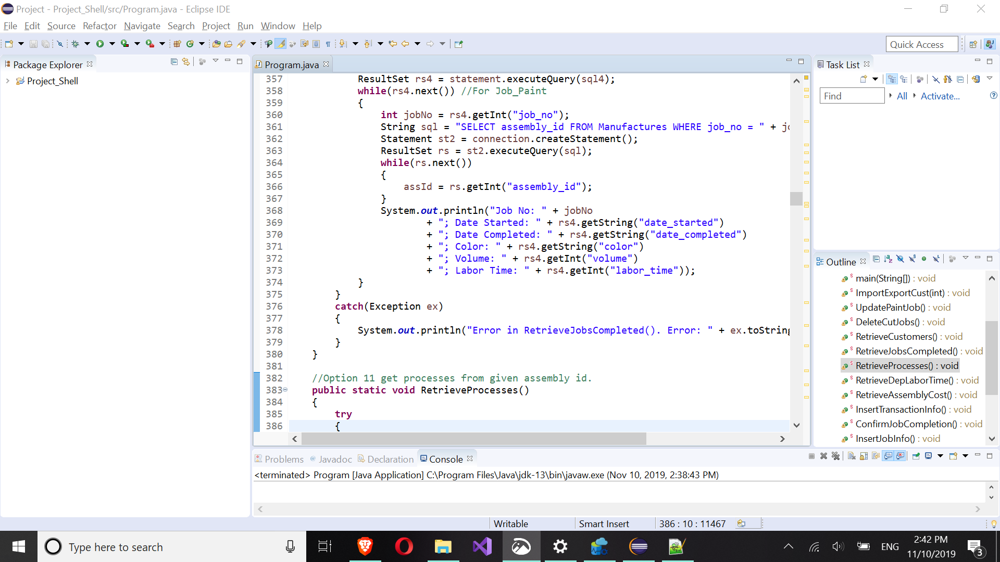 Project - Project_Shell/src/Program.java - Eclipse IDE
File Edit Source Refactor Navigate Search Project Run Window Help
Quick Access
Package Explorer
Project_Shell
Program.java
357 ResultSet rs4 = statement.executeQuery(sql4);
358 while(rs4.next()) //For Job_Paint
359 {
360 int jobNo = rs4.getInt("job_no");
361 String sql = "SELECT assembly_id FROM Manufactures WHERE job_no = " + jo
362 Statement st2 = connection.createStatement();
363 ResultSet rs = st2.executeQuery(sql);
364 while(rs.next())
365 {
366 assId = rs.getInt("assembly_id");
367 }
368 System.out.println("Job No: " + jobNo
369 + "; Date Started: " + rs4.getString("date_started")
370 + "; Date Completed: " + rs4.getString("date_completed")
371 + "; Color: " + rs4.getString("color")
372 + "; Volume: " + rs4.getInt("volume")
373 + "; Labor Time: " + rs4.getInt("labor_time"));
374 }
375 }
376 catch(Exception ex)
377 {
378 System.out.println("Error in RetrieveJobsCompleted(). Error: " + ex.toString
379 }
380 }
381
382 //Option 11 get processes from given assembly id.
383 public static void RetrieveProcesses()
384 {
385 try
386 {
Task List
Find All Activate...
Outline
main(String[]) : void
ImportExportCust(int) : void
UpdatePaintJob() : void
DeleteCutJobs() : void
RetrieveCustomers() : void
RetrieveJobsCompleted() : void
RetrieveProcesses() : void
RetrieveDepLaborTime() : void
RetrieveAssemblyCost() : void
InsertTransactionInfo() : void
ConfirmJobCompletion() : void
InsertJobInfo() : void
Problems @ Javadoc Declaration Console
<terminated> Program [Java Application] C:\Program Files\Java\jdk-13\bin\javaw.exe (Nov 10, 2019, 2:38:43 PM)
Writable Smart Insert 386 : 10 : 11467
Type here to search
ENG
2:42 PM
11/10/2019
3